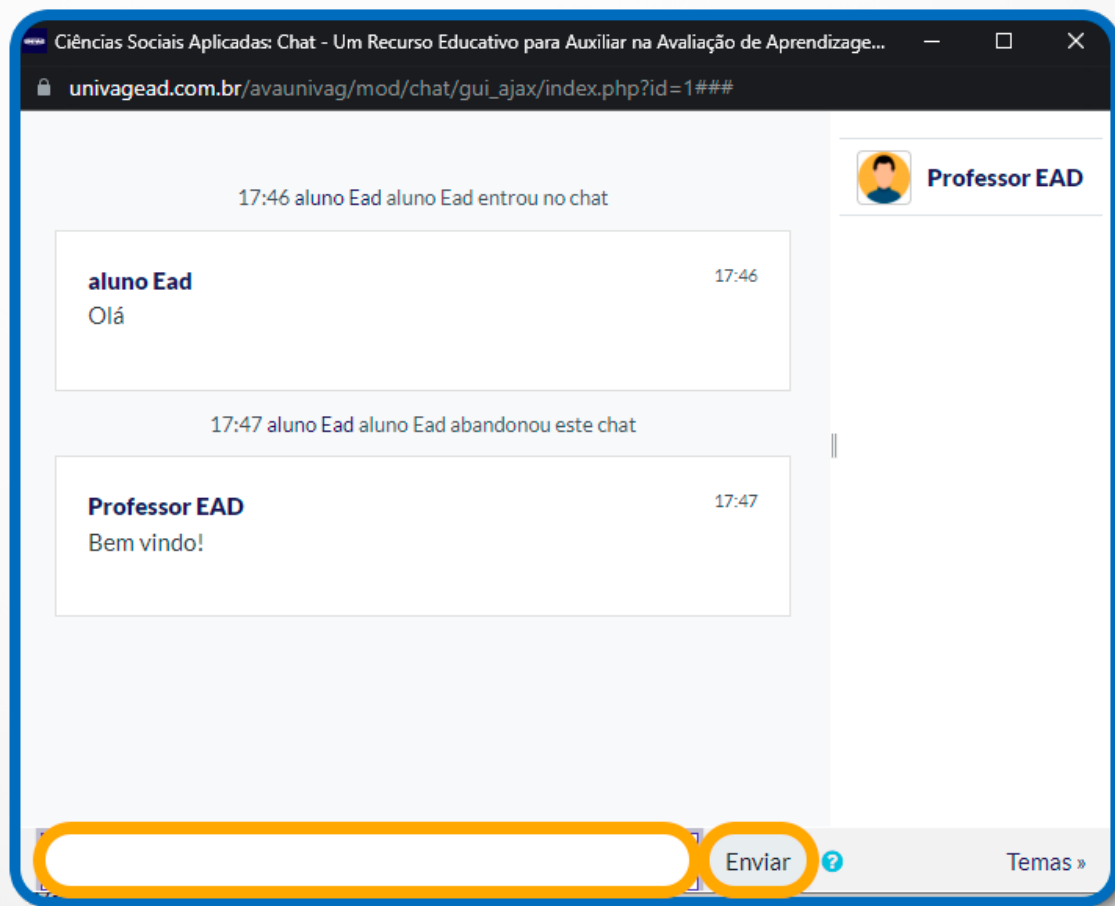 Ciências Sociais Aplicadas: Chat - Um Recurso Educativo para Auxiliar na Avaliação de Aprendizage...
univagead.com.br/avaunivag/mod/chat/gui_ajax/index.php?id=1###
17:46 aluno Ead aluno Ead entrou no chat
aluno Ead 17:46
Olá
17:47 aluno Ead aluno Ead abandonou este chat
Professor EAD 17:47
Bem vindo!
Professor EAD
Enviar ? Temas »